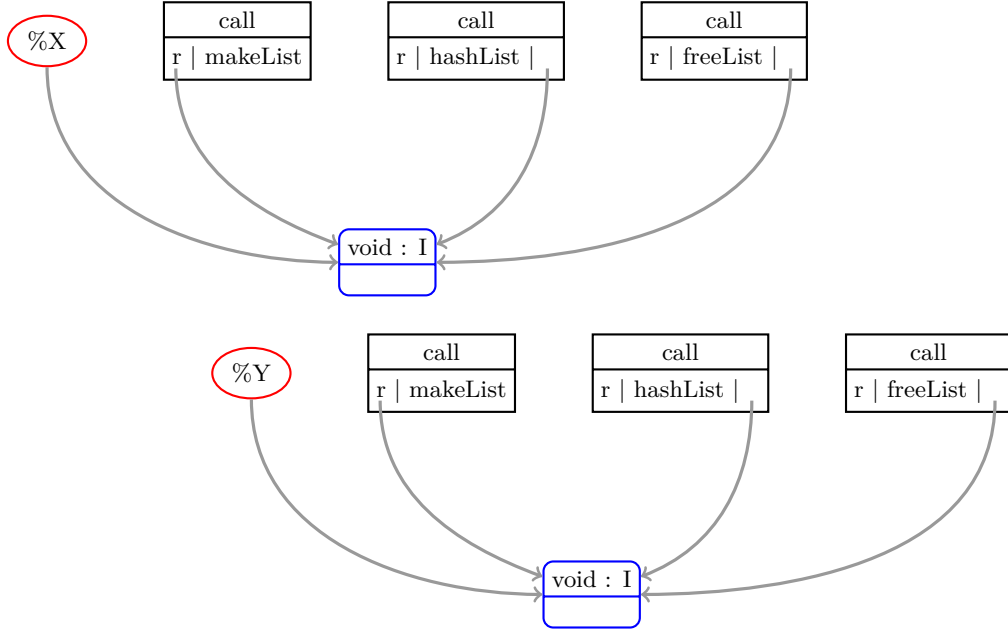 %X
call
r | makeList
call
r | hashList |
call
r | freeList |
void : I
%Y
call
r | makeList
call
r | hashList |
call
r | freeList |
void : I